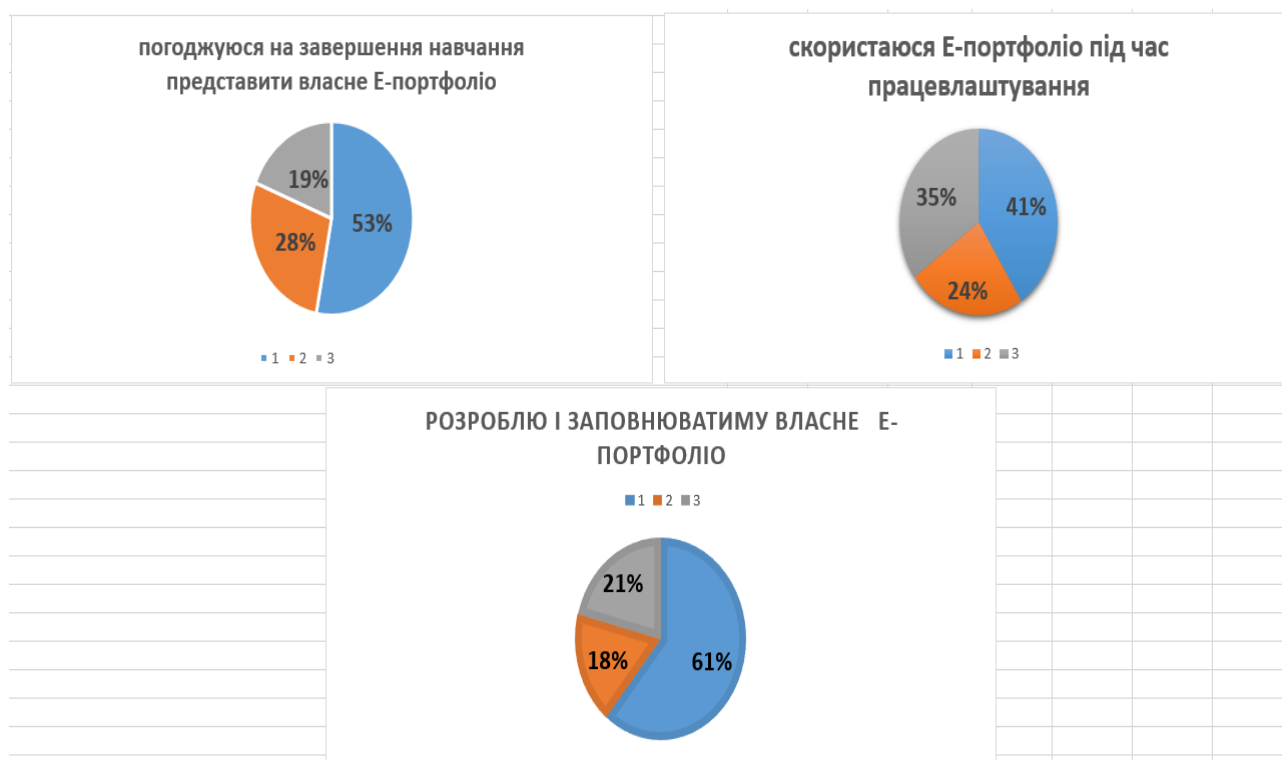 погоджуюся на завершення навчання
представити власне Е-портфоліо
19%
53%
28%
1 2 3
скористаюся Е-портфоліо під час
працевлаштування
35%
41%
24%
1 2 3
РОЗРОБЛЮ І ЗАПОВНЮВАТИМУ ВЛАСНЕ Е-
ПОРТФОЛІО
1 2 3
21%
18%
61%